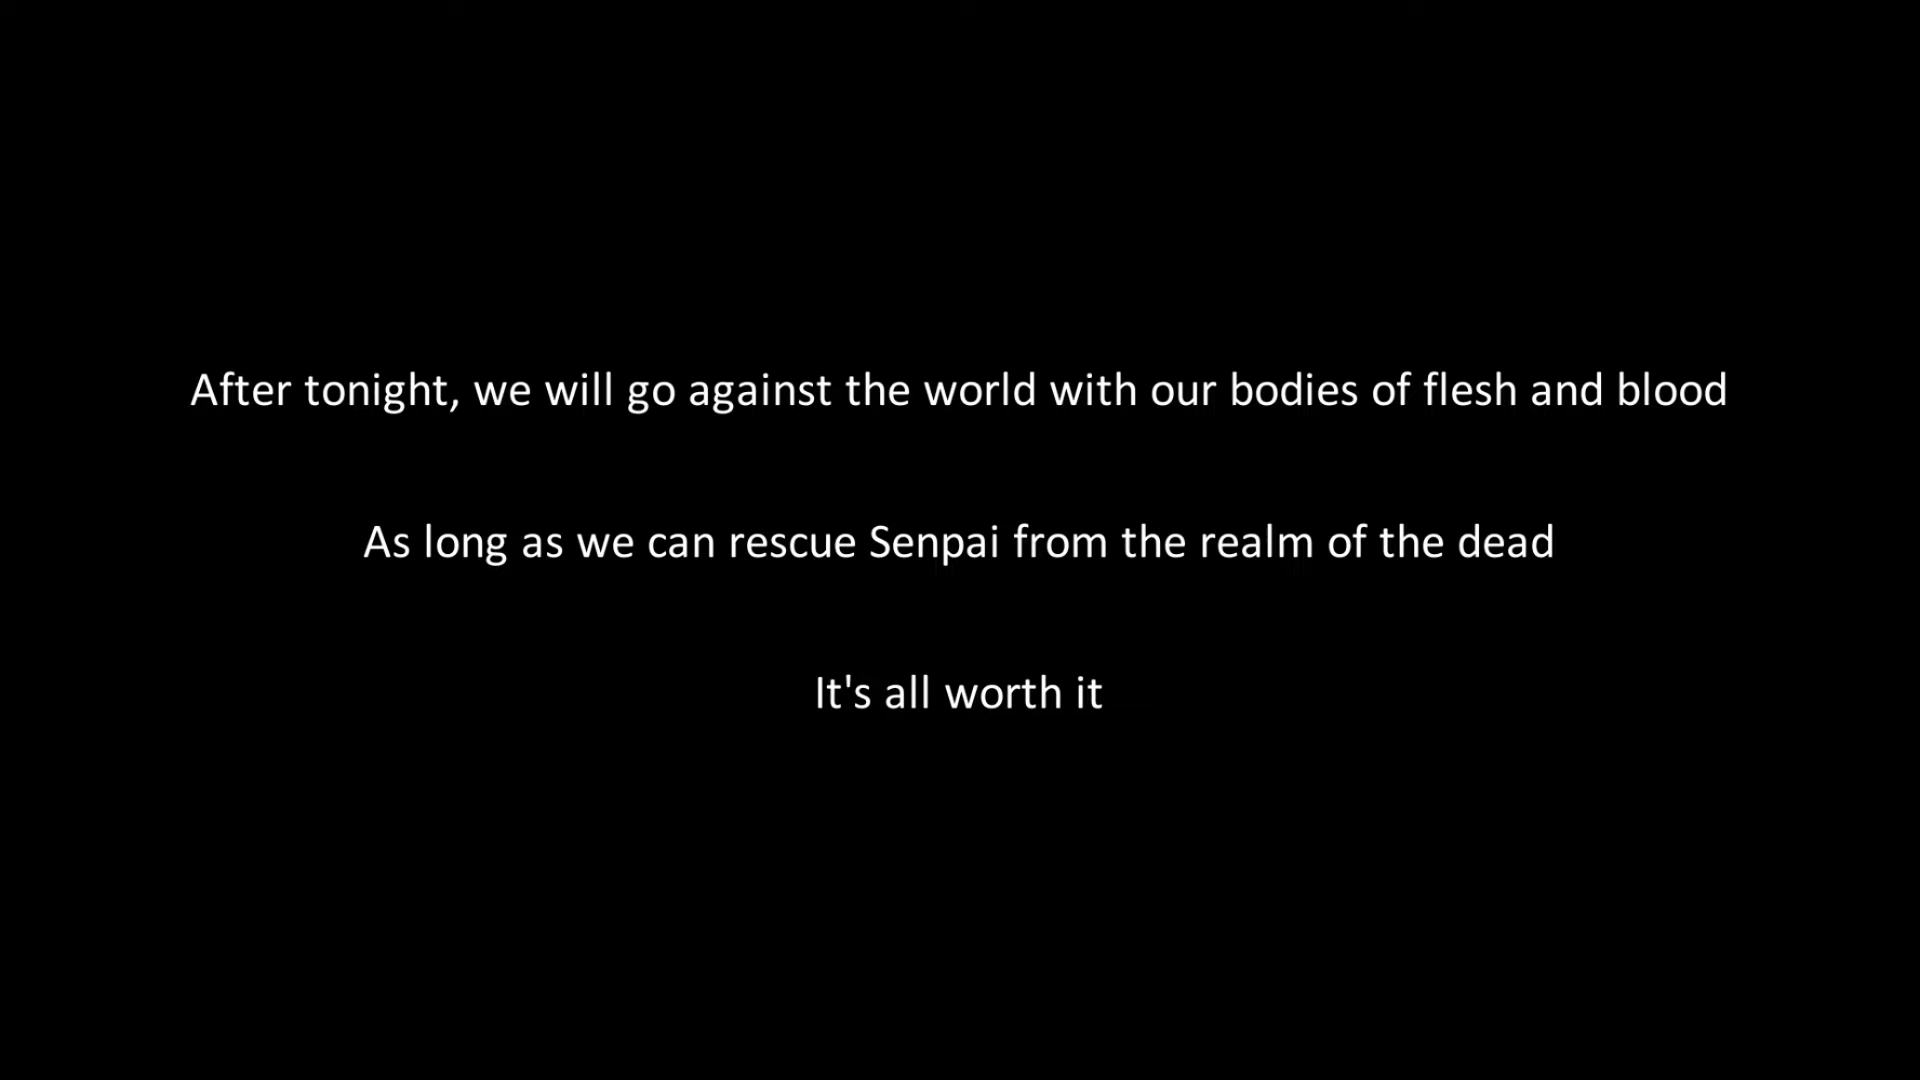 After tonight, we will go against the world with our bodies of flesh and blood
As long as we can rescue Senpai from the realm of the dead
It's all worth it